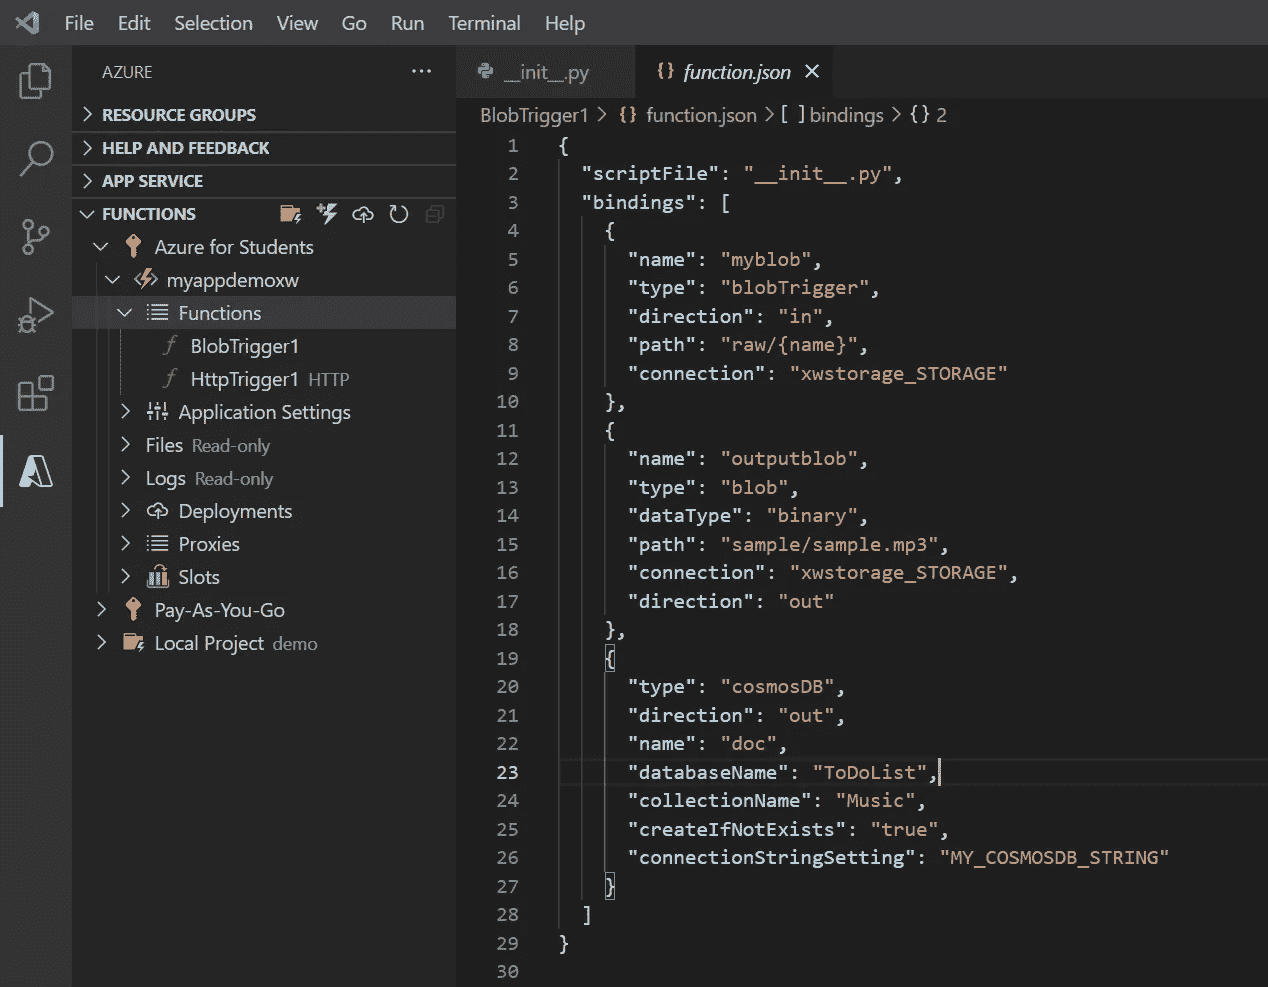 File Edit Selection View Go Run Terminal Help
AZURE
RESOURCE GROUPS
HELP AND FEEDBACK
APP SERVICE
FUNCTIONS
Azure for Students
myappdemoxw
Functions
BlobTrigger1
HttpTrigger1 HTTP
Application Settings
Files Read-only
Logs Read-only
Deployments
Proxies
Slots
Pay-As-You-Go
Local Project demo
__init__.py {} function.json
BlobTrigger1 > {} function.json > [ ] bindings > {} 2
1 {
2 "scriptFile": "__init__.py",
3 "bindings": [
4 {
5 "name": "myblob",
6 "type": "blobTrigger",
7 "direction": "in",
8 "path": "raw/{name}",
9 "connection": "xwstorage_STORAGE"
10 },
11 {
12 "name": "outputblob",
13 "type": "blob",
14 "dataType": "binary",
15 "path": "sample/sample.mp3",
16 "connection": "xwstorage_STORAGE",
17 "direction": "out"
18 },
19 {
20 "type": "cosmosDB",
21 "direction": "out",
22 "name": "doc",
23 "databaseName": "ToDoList",
24 "collectionName": "Music",
25 "createIfNotExists": "true",
26 "connectionStringSetting": "MY_COSMOSDB_STRING"
27 }
28 ]
29 }
30